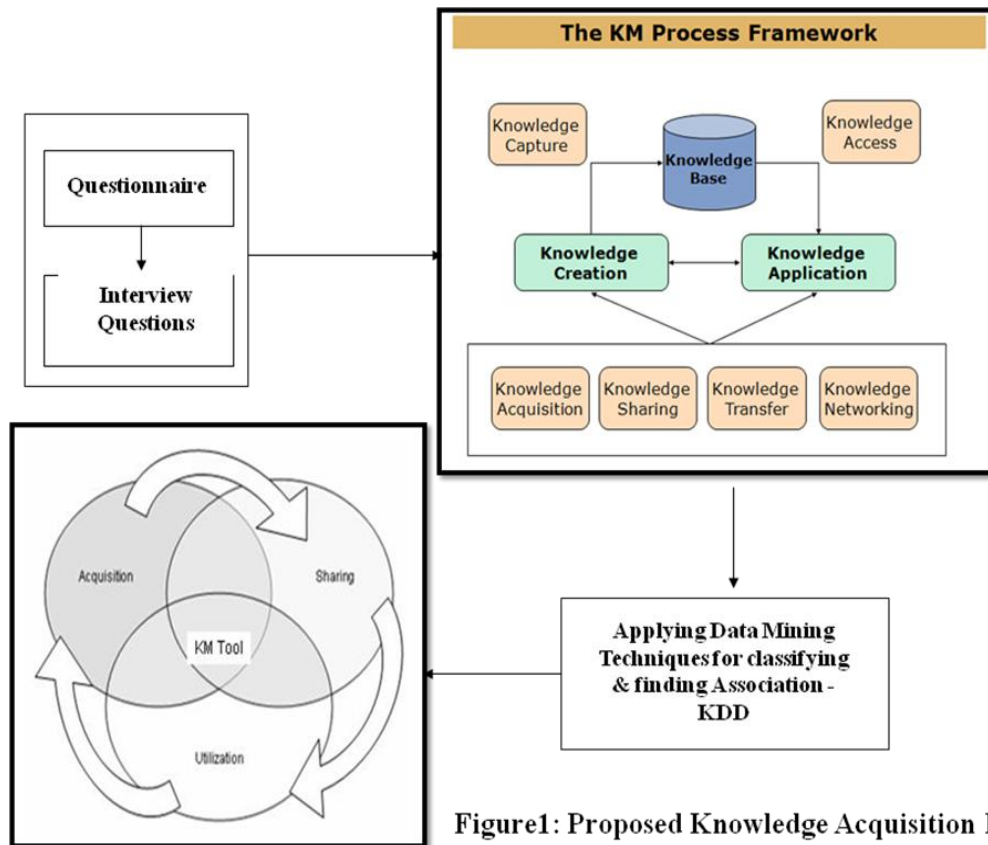 The KM Process Framework
Knowledge
Capture
Knowledge
Access
Knowledge
Base
Knowledge
Creation
Knowledge
Application
Knowledge
Acquisition
Knowledge
Sharing
Knowledge
Transfer
Knowledge
Networking
Questionnaire
Interview
Questions
Acquisition
Sharing
KM Tool
Utilization
Applying Data Mining
Techniques for classifying
& finding Association -
KDD
Figure1: Proposed Knowledge Acquisition